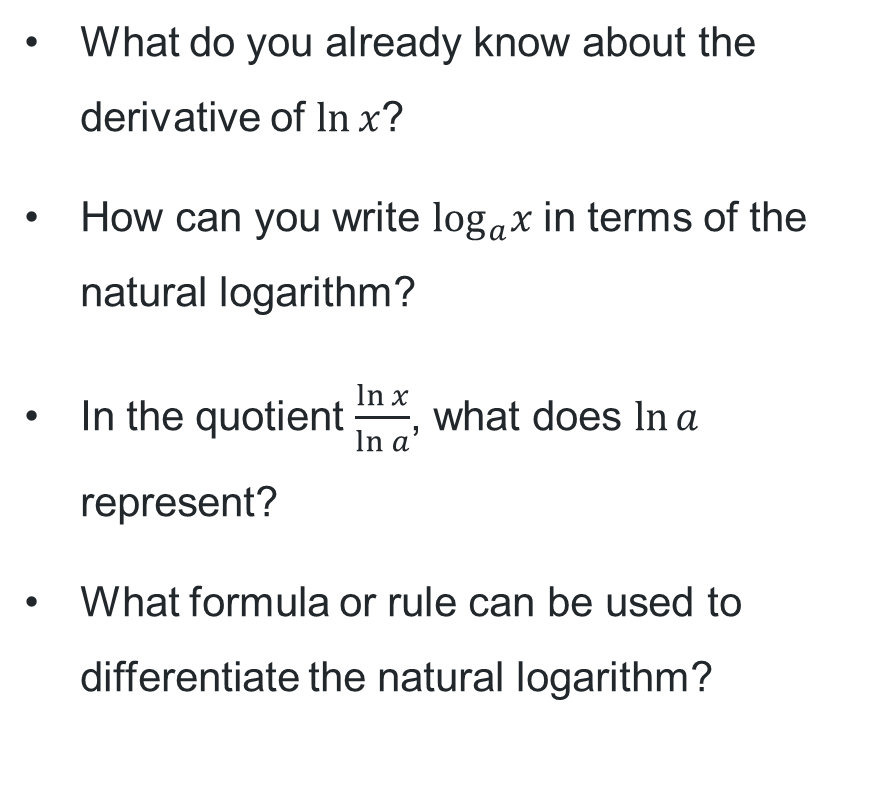 • What do you already know about the
derivative of ln x?
• How can you write logₐx in terms of the
natural logarithm?
• In the quotient ln x / ln a, what does ln a
represent?
• What formula or rule can be used to
differentiate the natural logarithm?